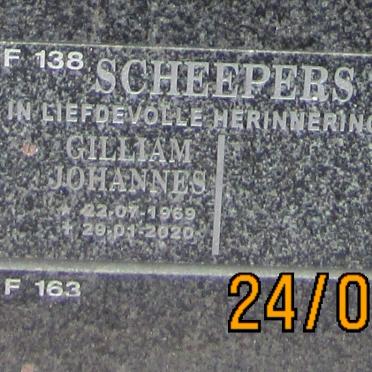 F 138
SCHEEPERS
IN LIEFDEVOLLE HERINNERING
GILLIAM
JOHANNES
* 22.07.1969
† 29.01.2020
F 163
24/0